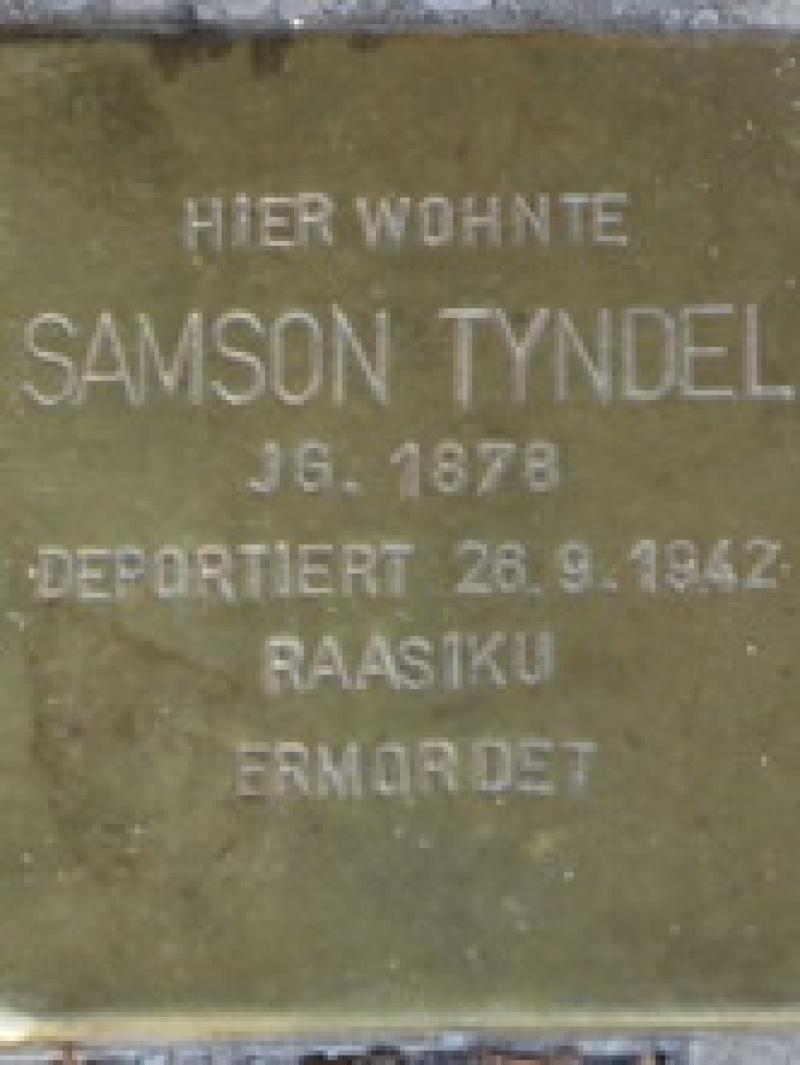 HIER WOHNTE
SAMSON TYNDEL
JG. 1878
DEPORTIERT 26.9.1942
RAASIKU
ERMORDET